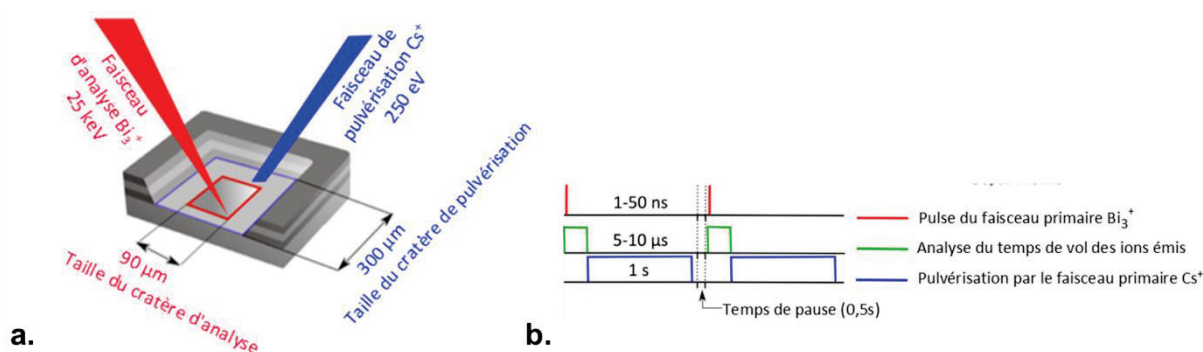 Faisceau
d'analyse Bi₃⁺
25 keV
Faisceau de
pulvérisation Cs⁺
250 eV
90 µm
Taille du cratère d'analyse
300 µm
Taille du cratère de pulvérisation
a.
1-50 ns
5-10 µs
1 s
Temps de pause (0,5s)
Pulse du faisceau primaire Bi₃⁺
Analyse du temps de vol des ions émis
Pulvérisation par le faisceau primaire Cs⁺
b.